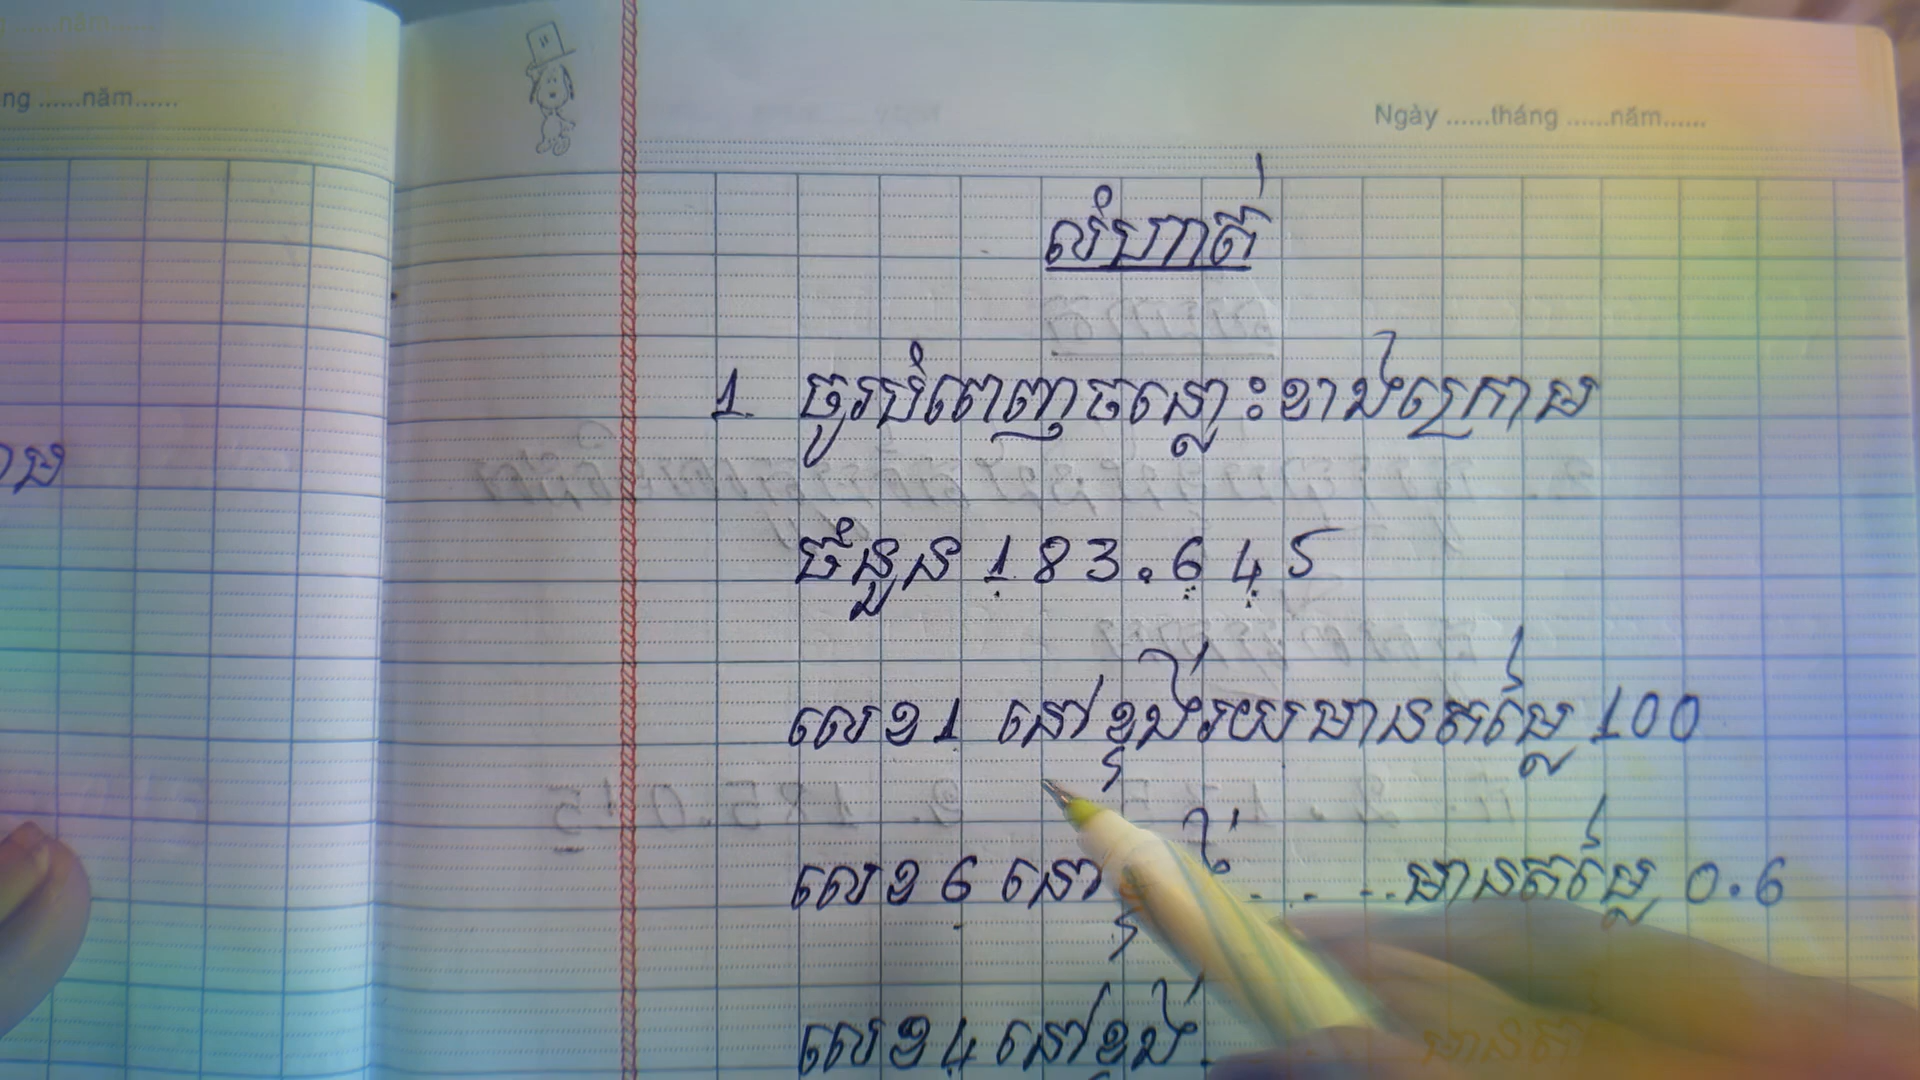 ng ......năm......
Ngày ......tháng ......năm......
លំហាត់
1. ចូរបំពេញចន្លោះខាងក្រោម
ចំនួន 183.645
លេខ 1 នៅខ្ទង់រយមានតម្លៃ 100
លេខ 6 នៅ ..... មានតម្លៃ 0.6
លេខ 4 នៅខ្ទង់.